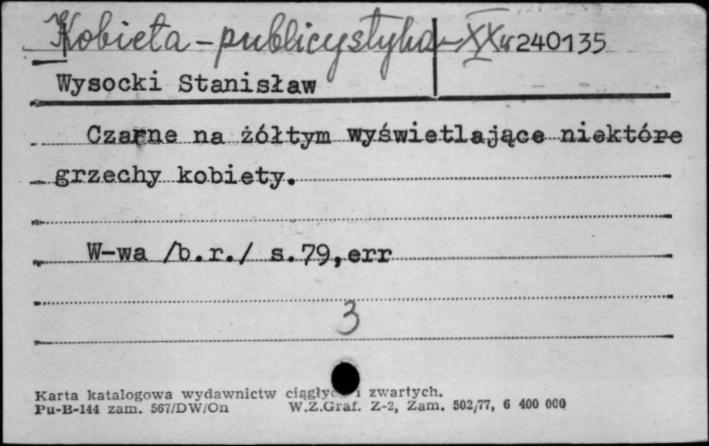 Kobieta - publicystyka - XX w 240135
Wysocki Stanisław
Czarne na żółtym wyświetlające niektóre
grzechy kobiety.
W-wa /b.r./ s.79,err
3
Karta katalogowa wydawnictw ciągłych i zwartych.
Pu-B-144 zam. 567/DW/On W.Z.Graf. Z-2, Zam. 502/77, 6 400 000